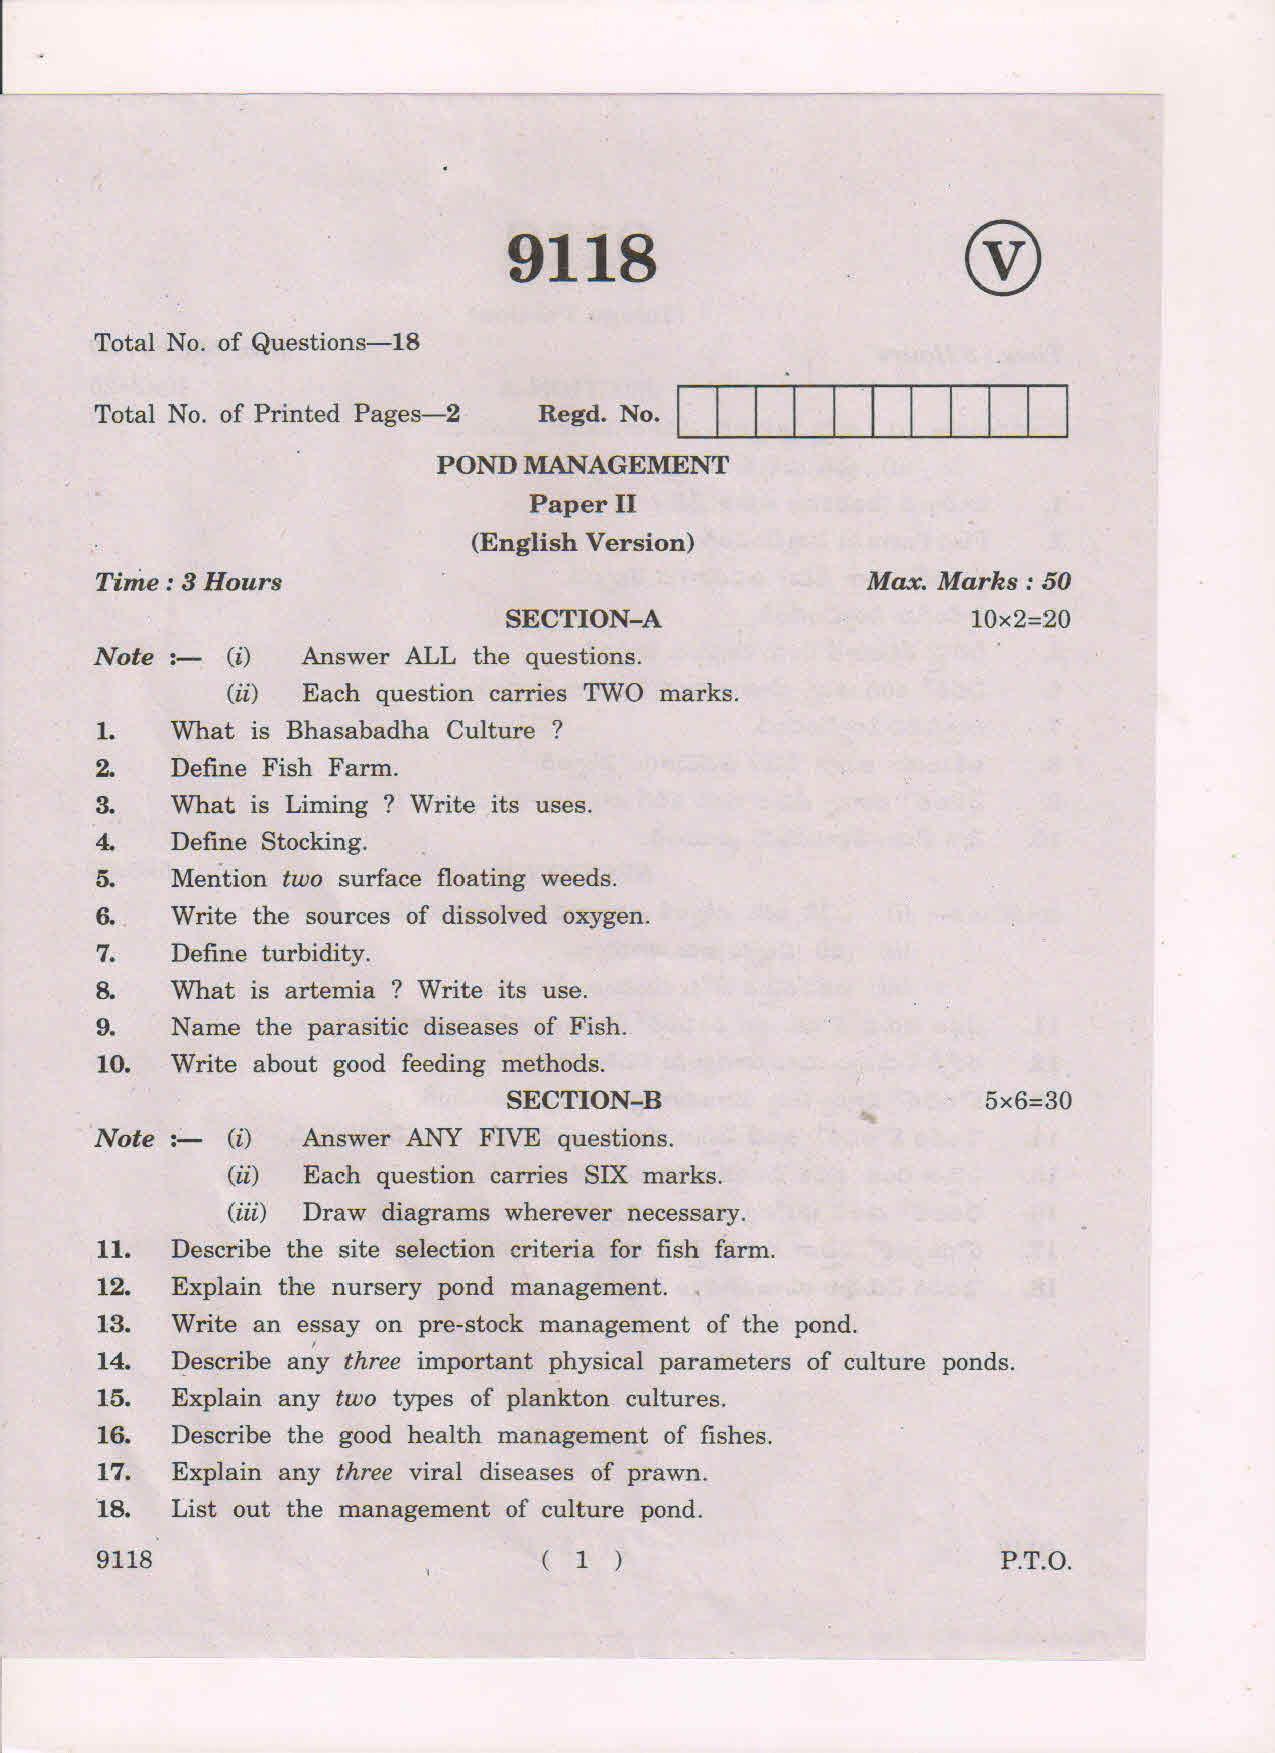 9118
V
Total No. of Questions—18
Total No. of Printed Pages—2 Regd. No.
POND MANAGEMENT
Paper II
(English Version)
Time : 3 Hours Max. Marks : 50
SECTION–A 10×2=20
Note :— (i) Answer ALL the questions.
(ii) Each question carries TWO marks.
1. What is Bhasabadha Culture ?
2. Define Fish Farm.
3. What is Liming ? Write its uses.
4. Define Stocking.
5. Mention two surface floating weeds.
6. Write the sources of dissolved oxygen.
7. Define turbidity.
8. What is artemia ? Write its use.
9. Name the parasitic diseases of Fish.
10. Write about good feeding methods.
SECTION–B 5×6=30
Note :— (i) Answer ANY FIVE questions.
(ii) Each question carries SIX marks.
(iii) Draw diagrams wherever necessary.
11. Describe the site selection criteria for fish farm.
12. Explain the nursery pond management.
13. Write an essay on pre-stock management of the pond.
14. Describe any three important physical parameters of culture ponds.
15. Explain any two types of plankton cultures.
16. Describe the good health management of fishes.
17. Explain any three viral diseases of prawn.
18. List out the management of culture pond.
9118 ( 1 ) P.T.O.